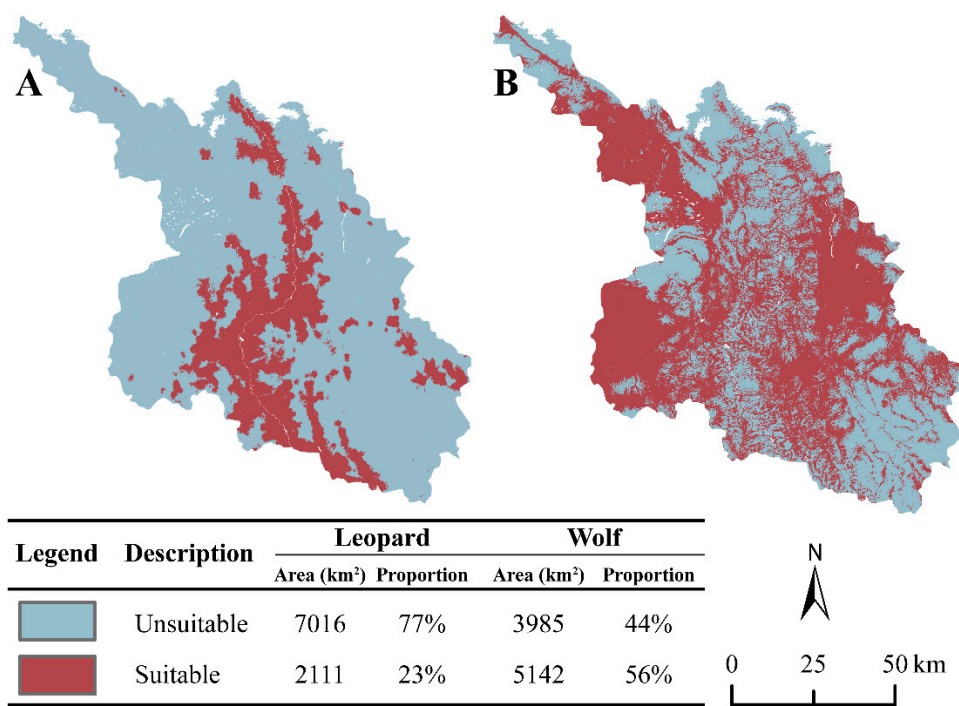 A
B
Legend Description Leopard Wolf
Area (km²) Proportion Area (km²) Proportion
Unsuitable 7016 77% 3985 44%
Suitable 2111 23% 5142 56%
N
0 25 50 km